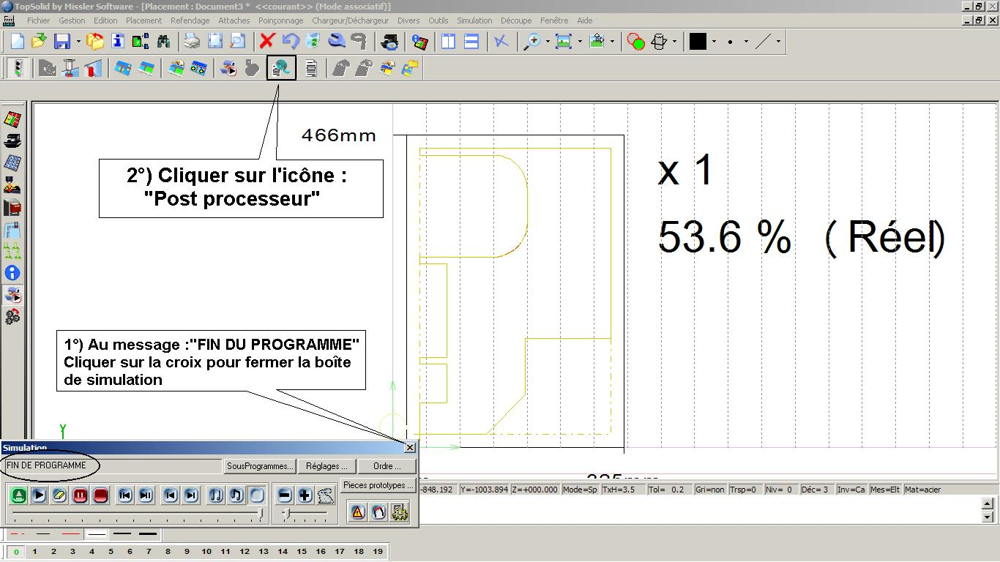 TopSolid by Missler Software - [Placement : Document3 * <<courant>> (Mode associatif)]
Fichier Gestion Edition Placement Refendage Attaches Poinçonnage Chargeur/Déchargeur Divers Outils Simulation Découpe Fenêtre Aide
466mm
x 1
2°) Cliquer sur l'icône :
"Post processeur"
53.6 % ( Réel)
1°) Au message :"FIN DU PROGRAMME"
Cliquer sur la croix pour fermer la boîte
de simulation
Y
Simulation
FIN DE PROGRAMME
SousProgrammes... Réglages ... Ordre ...
Pieces prototypes ...
-848.192 Y=-1003.894 Z=+000.000 Mode=Sp TxH=3.5 Tol= 0.2 Gri=non Trsp=0 Niv= 0 Déc= 3 Inv=Ca Mes=Elt Mat=acier
0 1 2 3 4 5 6 7 8 9 10 11 12 13 14 15 16 17 18 19